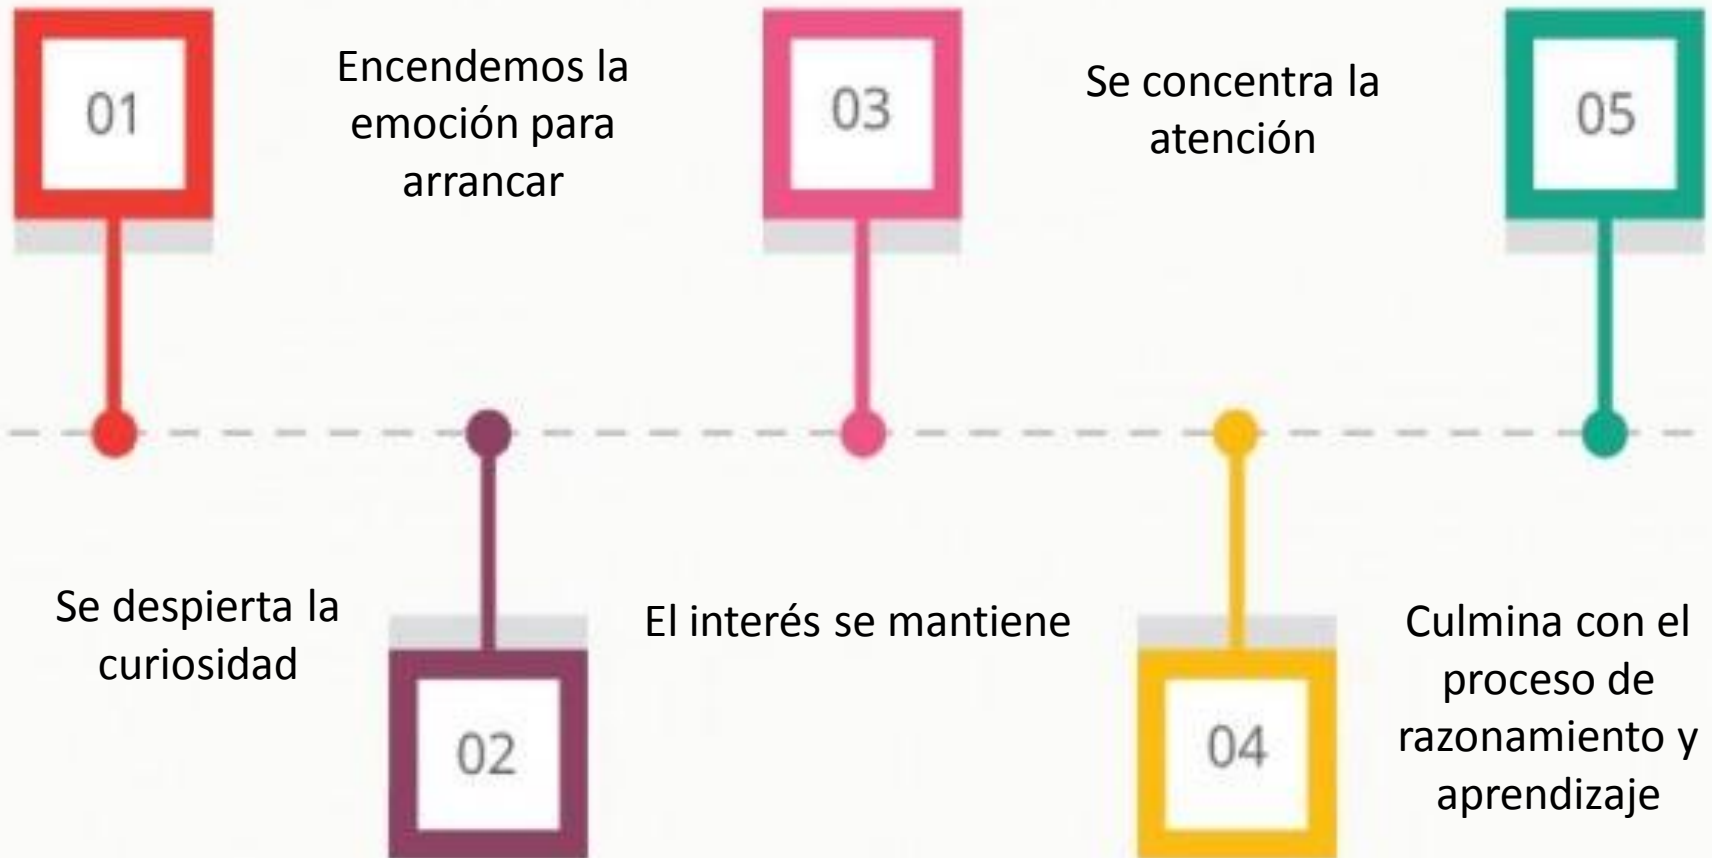 01
Se despierta la
curiosidad
Encendemos la
emoción para
arrancar
02
03
El interés se mantiene
Se concentra la
atención
04
05
Culmina con el
proceso de
razonamiento y
aprendizaje